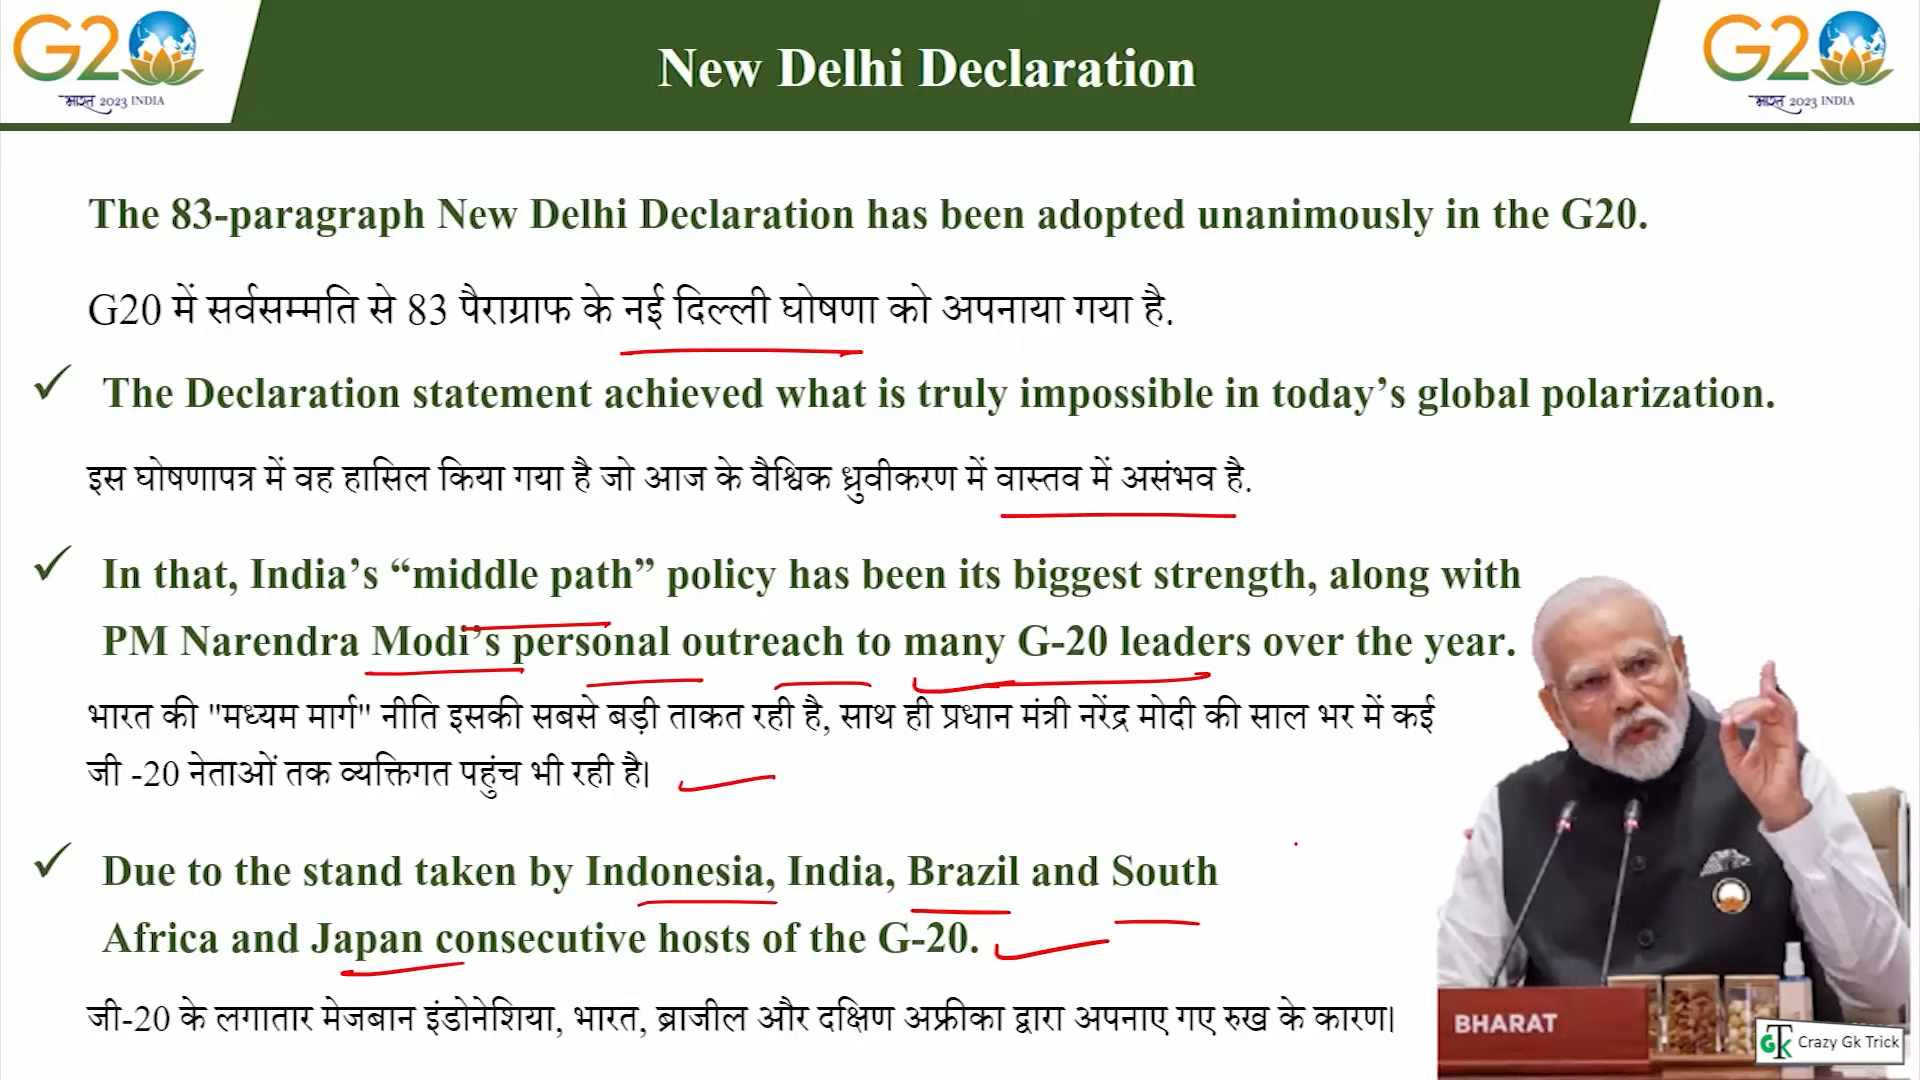 G20
भारत 2023 INDIA
New Delhi Declaration
G20
भारत 2023 INDIA
The 83-paragraph New Delhi Declaration has been adopted unanimously in the G20.
G20 में सर्वसम्मति से 83 पैराग्राफ के नई दिल्ली घोषणा को अपनाया गया है.
✓ The Declaration statement achieved what is truly impossible in today’s global polarization.
इस घोषणापत्र में वह हासिल किया गया है जो आज के वैश्विक ध्रुवीकरण में वास्तव में असंभव है.
✓ In that, India’s “middle path” policy has been its biggest strength, along with
PM Narendra Modi’s personal outreach to many G-20 leaders over the year.
भारत की "मध्यम मार्ग" नीति इसकी सबसे बड़ी ताकत रही है, साथ ही प्रधान मंत्री नरेंद्र मोदी की साल भर में कई
जी -20 नेताओं तक व्यक्तिगत पहुंच भी रही है।
✓ Due to the stand taken by Indonesia, India, Brazil and South
Africa and Japan consecutive hosts of the G-20.
जी-20 के लगातार मेजबान इंडोनेशिया, भारत, ब्राजील और दक्षिण अफ्रीका द्वारा अपनाए गए रुख के कारण।
BHARAT
GTK Crazy Gk Trick